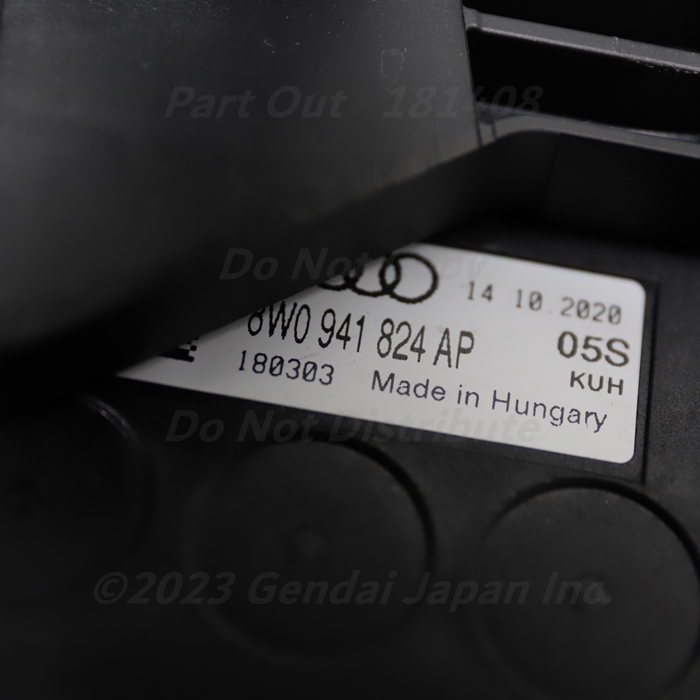 Part Out 181408
Do Not Copy
14 10 2020
8W0 941 824 AP
05S
180303
KUH
Made in Hungary
Do Not Distribute
©2023 Gendai Japan Inc.